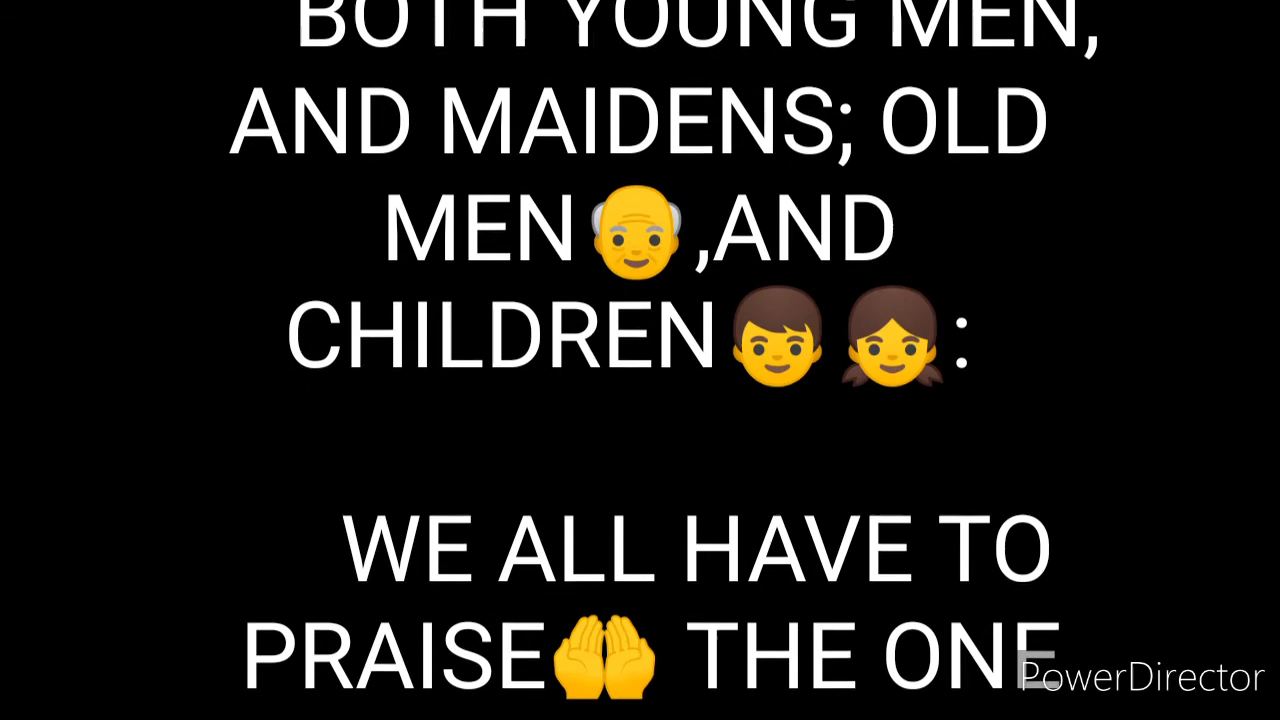 BOTH YOUNG MEN,
AND MAIDENS; OLD
MEN👴,AND
CHILDREN👦👧:
WE ALL HAVE TO
PRAISE🤲 THE ONE
PowerDirector